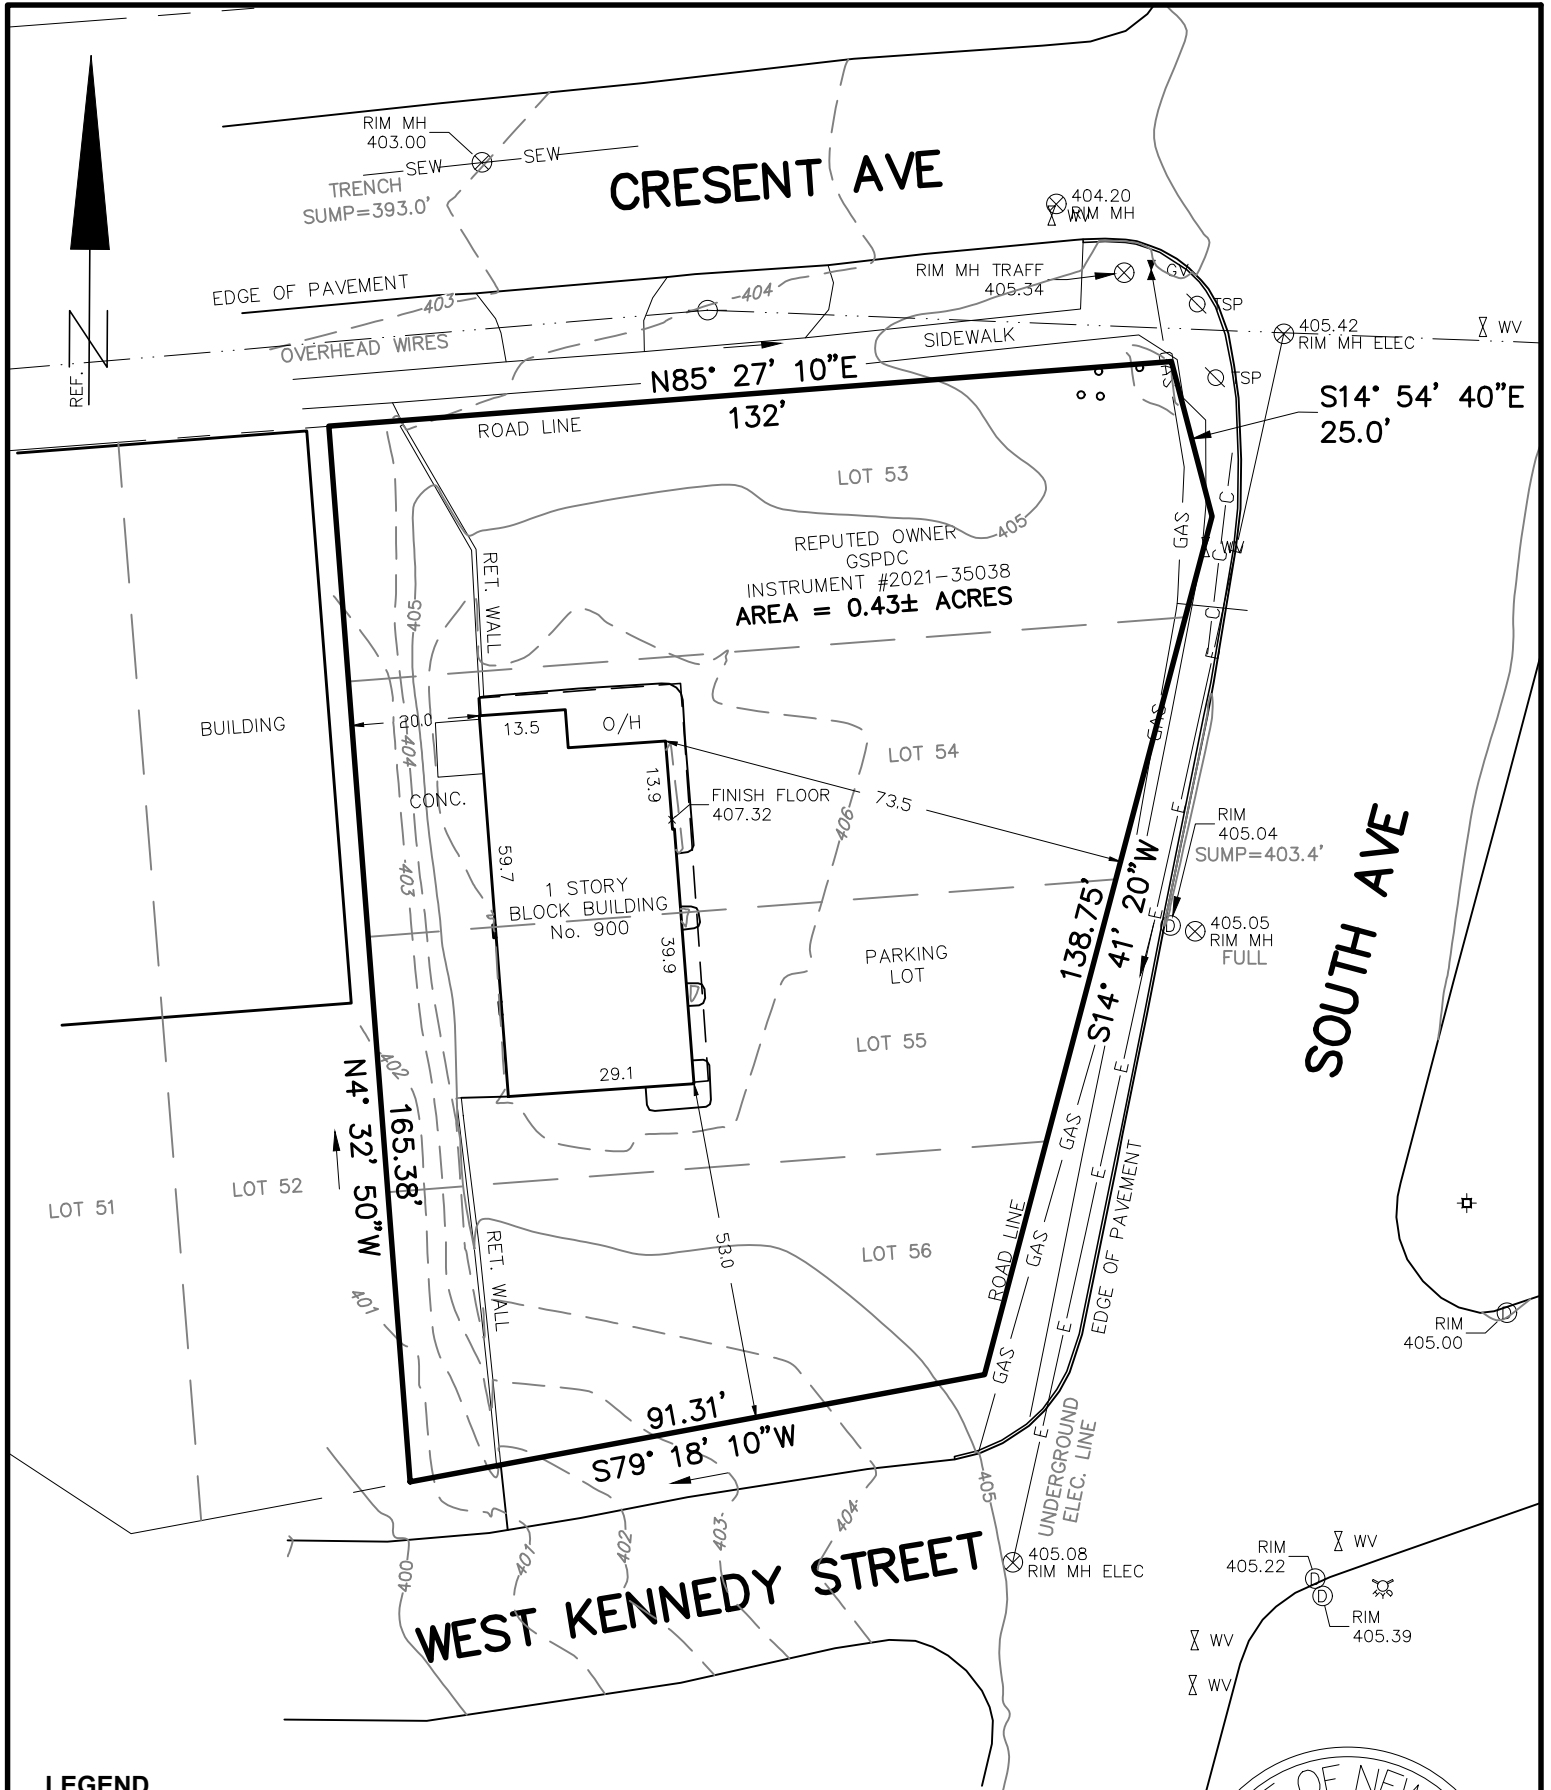 RIM MH
403.00
SEW
SEW
TRENCH
SUMP=393.0'
CRESENT AVE
404.20
RIM MH
WV
EDGE OF PAVEMENT
403
404
RIM MH TRAFF
405.34
GV
TSP
405.42
RIM MH ELEC
WV
OVERHEAD WIRES
SIDEWALK
N
REF.
N85° 27' 10"E
132'
GAS
TSP
S14° 54' 40"E
25.0'
ROAD LINE
LOT 53
405
REPUTED OWNER
GSPDC
INSTRUMENT #2021-35038
AREA = 0.43± ACRES
GAS
C
C
WV
C
E
405
RET. WALL
BUILDING
20.0
404
13.5
O/H
LOT 54
GAS
13.9
FINISH FLOOR
407.32
73.5
406
CONC.
403
59.7
1 STORY
BLOCK BUILDING
No. 900
39.9
29.1
PARKING
LOT
LOT 55
138.75'
S14° 41' 20"W
E
E
E
RIM
405.04
SUMP=403.4'
D
405.05
RIM MH
FULL
SOUTH AVE
402
N4° 32' 50"W
165.38'
LOT 51
LOT 52
401
RET. WALL
53.0
LOT 56
GAS
GAS
GAS
ROAD LINE
E
E
EDGE OF PAVEMENT
RIM
405.00
D
91.31'
S79° 18' 10"W
E
UNDERGROUND
ELEC. LINE
400
401
402
403
404
405
WEST KENNEDY STREET
405.08
RIM MH ELEC
RIM
405.22
D
WV
D
RIM
405.39
WV
WV
LEGEND
OF NEW